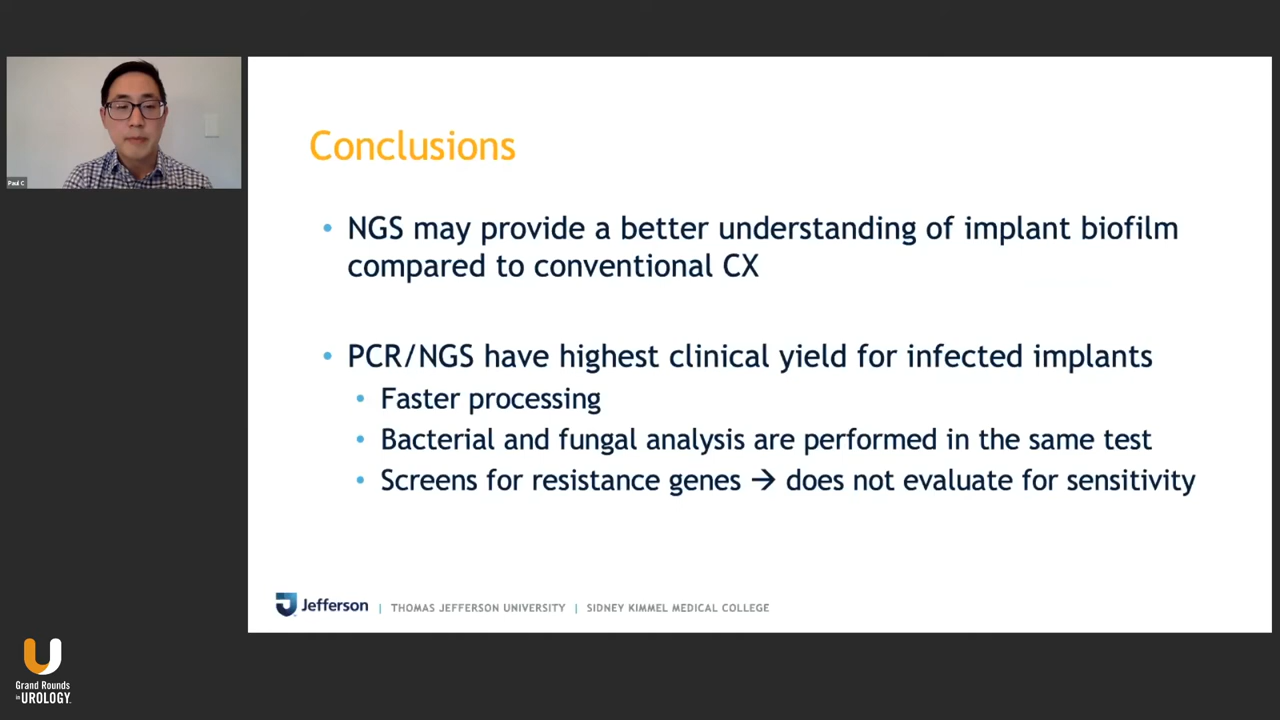 Paul C
Conclusions
• NGS may provide a better understanding of implant biofilm
compared to conventional CX
• PCR/NGS have highest clinical yield for infected implants
• Faster processing
• Bacterial and fungal analysis are performed in the same test
• Screens for resistance genes → does not evaluate for sensitivity
Jefferson | THOMAS JEFFERSON UNIVERSITY | SIDNEY KIMMEL MEDICAL COLLEGE
Grand Rounds
in UROLOGY